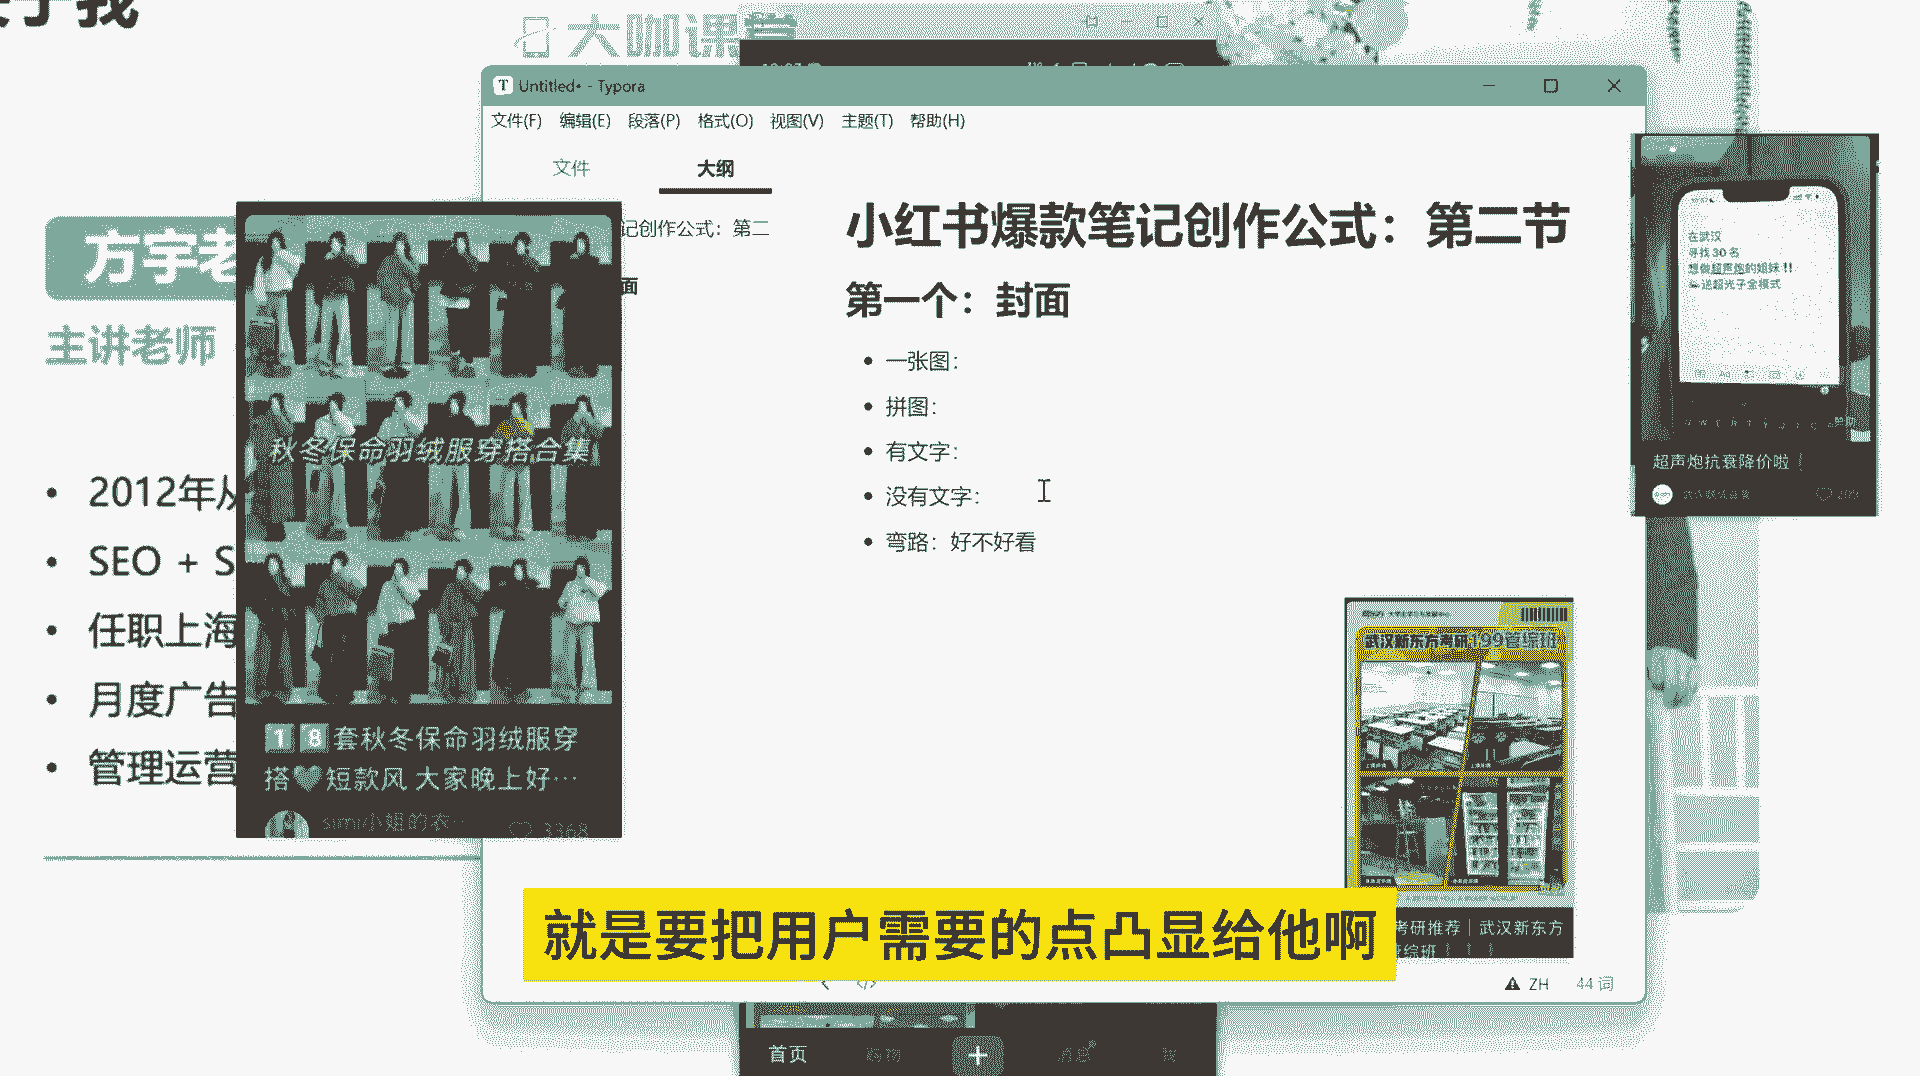 大咖课堂
Untitled• - Typora
文件(F) 编辑(E) 段落(P) 格式(O) 视图(V) 主题(T) 帮助(H)
文件 大纲
记创作公式：第二
面
小红书爆款笔记创作公式：第二节
第一个：封面
一张图：
拼图：
有文字：
没有文字：
弯路：好不好看
方宇老
主讲老师
2012年从
SEO + S
任职上海
月度广告
管理运营
秋冬保命羽绒服穿搭合集
18套秋冬保命羽绒服穿
搭🖤短款风 大家晚上好…
simi小姐的衣…
3368
在武汉
寻找 30 名
想做超声炮的姐妹 !!
送超光子全模式
超声炮抗衰降价啦
209
武汉新东方考研199管综班
考研推荐｜武汉新东方
综班
就是要把用户需要的点凸显给他啊
ZH 44 词
首页 购物 消息 我